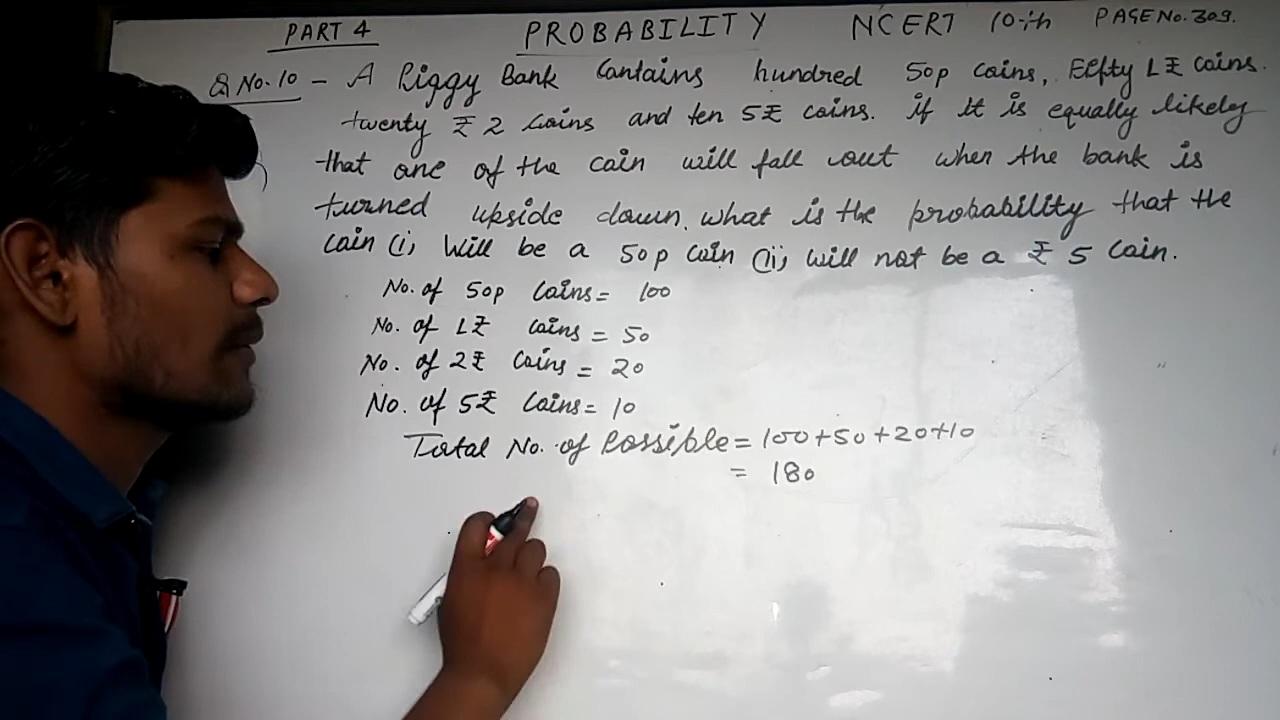 PART 4 PROBABILITY NCERT 10-th PAGE No. 309.
Q No. 10 - A Piggy Bank Contains hundred 50p coins, Fifty 1₹ coins.
twenty ₹ 2 Coins and ten 5₹ coins. if it is equally likely
that one of the coin will fall out when the bank is
turned upside down. what is the probability that the
coin (i) Will be a 50p coin (ii) will not be a ₹ 5 coin.
No. of 50p Coins = 100
No. of 1₹ coins = 50
No. of 2₹ Coins = 20
No. of 5₹ Coins = 10
Total No. of Possible = 100+50+20+10
= 180